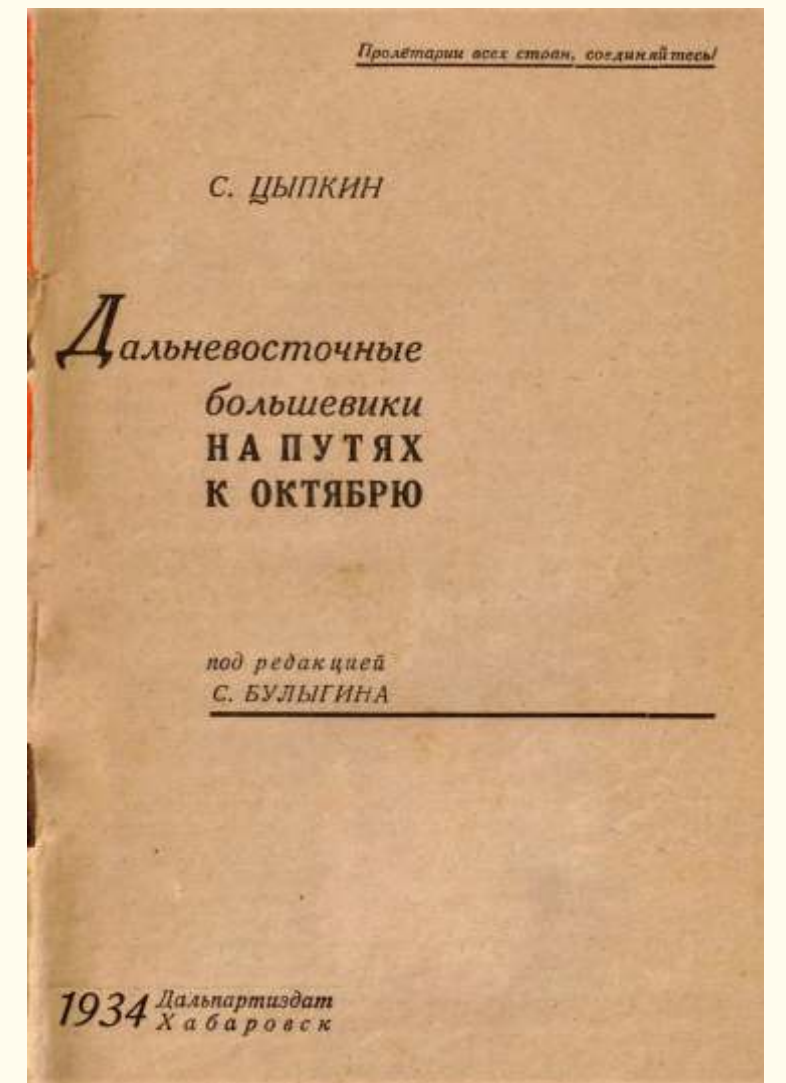 Пролетарии всех стран, соединяйтесь!
С. ЦЫПКИН
Дальневосточные
большевики
НА ПУТЯХ
К ОКТЯБРЮ
под редакцией
С. БУЛЫГИНА
1934 Дальпартиздат
Хабаровск